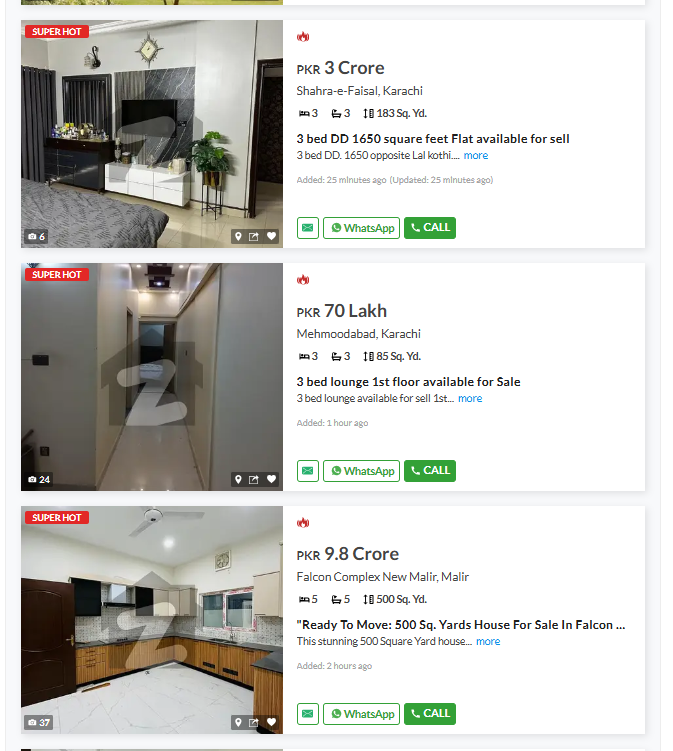 SUPER HOT
PKR 3 Crore
Shahra-e-Faisal, Karachi
3 3 183 Sq. Yd.
3 bed DD 1650 square feet Flat available for sell
3 bed DD. 1650 opposite Lal kothi.... more
Added: 25 minutes ago (Updated: 25 minutes ago)
6
WhatsApp CALL
SUPER HOT
PKR 70 Lakh
Mehmoodabad, Karachi
3 3 85 Sq. Yd.
3 bed lounge 1st floor available for Sale
3 bed lounge available for sell 1st... more
Added: 1 hour ago
24
WhatsApp CALL
SUPER HOT
PKR 9.8 Crore
Falcon Complex New Malir, Malir
5 5 500 Sq. Yd.
"Ready To Move: 500 Sq. Yards House For Sale In Falcon ...
This stunning 500 Square Yard house... more
Added: 2 hours ago
37
WhatsApp CALL